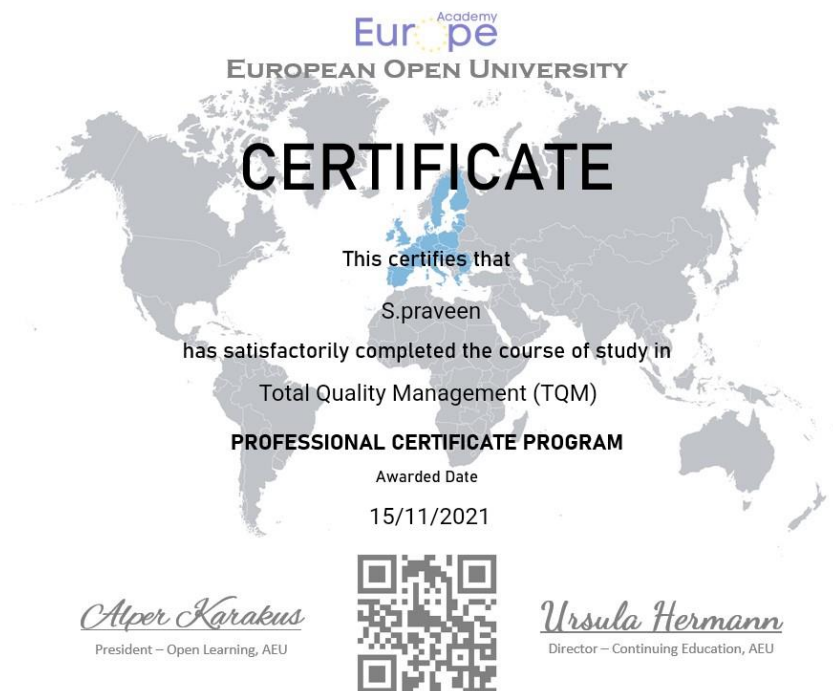 Academy
Europe
EUROPEAN OPEN UNIVERSITY
CERTIFICATE
This certifies that
S.praveen
has satisfactorily completed the course of study in
Total Quality Management (TQM)
PROFESSIONAL CERTIFICATE PROGRAM
Awarded Date
15/11/2021
Alper Karakus
President – Open Learning, AEU
Ursula Hermann
Director – Continuing Education, AEU